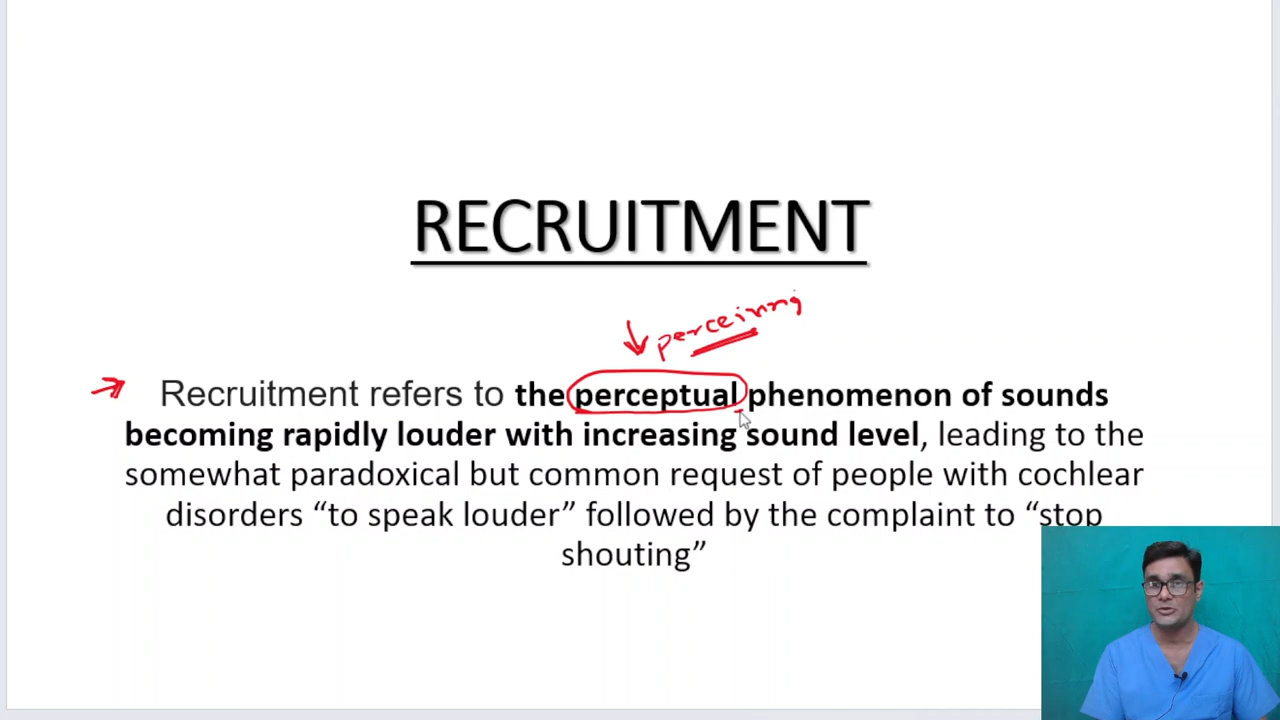 RECRUITMENT
perceiving
Recruitment refers to the perceptual phenomenon of sounds
becoming rapidly louder with increasing sound level, leading to the
somewhat paradoxical but common request of people with cochlear
disorders “to speak louder” followed by the complaint to “stop
shouting”